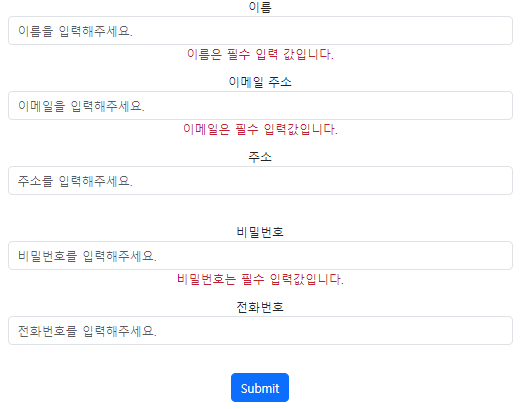 이름
이름을 입력해주세요.
이름은 필수 입력 값입니다.
이메일 주소
이메일을 입력해주세요.
이메일은 필수 입력값입니다.
주소
주소를 입력해주세요.
비밀번호
비밀번호를 입력해주세요.
비밀번호는 필수 입력값입니다.
전화번호
전화번호를 입력해주세요.
Submit